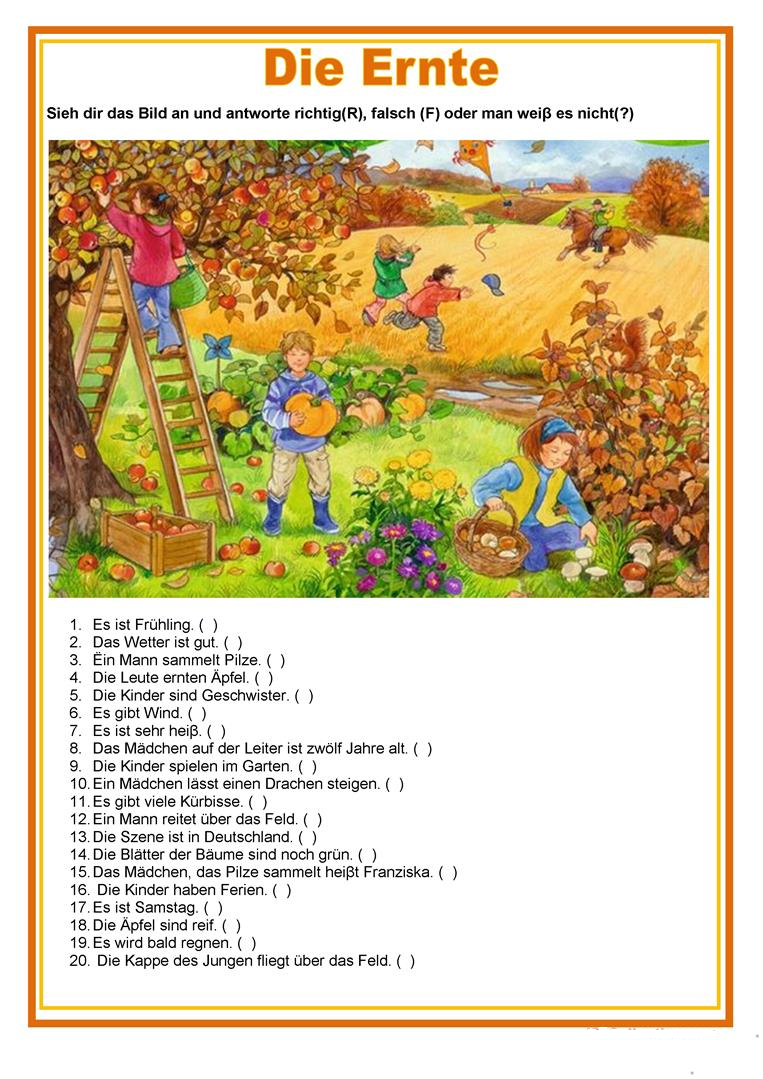 Die Ernte
Sieh dir das Bild an und antworte richtig(R), falsch (F) oder man weiβ es nicht(?)
1. Es ist Frühling. ( )
2. Das Wetter ist gut. ( )
3. Ëin Mann sammelt Pilze. ( )
4. Die Leute ernten Äpfel. ( )
5. Die Kinder sind Geschwister. ( )
6. Es gibt Wind. ( )
7. Es ist sehr heiβ. ( )
8. Das Mädchen auf der Leiter ist zwölf Jahre alt. ( )
9. Die Kinder spielen im Garten. ( )
10. Ein Mädchen lässt einen Drachen steigen. ( )
11. Es gibt viele Kürbisse. ( )
12. Ein Mann reitet über das Feld. ( )
13. Die Szene ist in Deutschland. ( )
14. Die Blätter der Bäume sind noch grün. ( )
15. Das Mädchen, das Pilze sammelt heiβt Franziska. ( )
16. Die Kinder haben Ferien. ( )
17. Es ist Samstag. ( )
18. Die Äpfel sind reif. ( )
19. Es wird bald regnen. ( )
20. Die Kappe des Jungen fliegt über das Feld. ( )